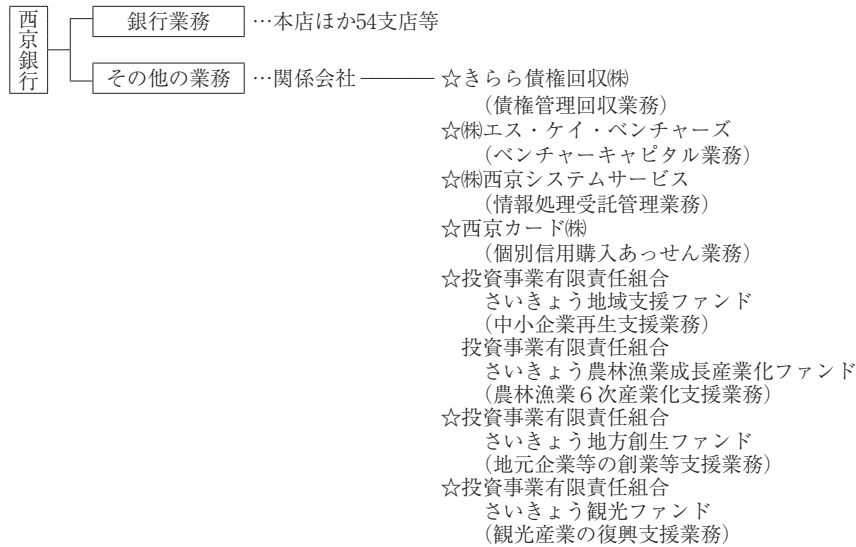 西京銀行
銀行業務 …本店ほか54支店等
その他の業務 …関係会社 ――― ☆きらら債権回収㈱
(債権管理回収業務)
☆㈱エス・ケイ・ベンチャーズ
(ベンチャーキャピタル業務)
☆㈱西京システムサービス
(情報処理受託管理業務)
☆西京カード㈱
(個別信用購入あっせん業務)
☆投資事業有限責任組合
さいきょう地域支援ファンド
(中小企業再生支援業務)
投資事業有限責任組合
さいきょう農林漁業成長産業化ファンド
(農林漁業６次産業化支援業務)
☆投資事業有限責任組合
さいきょう地方創生ファンド
(地元企業等の創業等支援業務)
☆投資事業有限責任組合
さいきょう観光ファンド
(観光産業の復興支援業務)